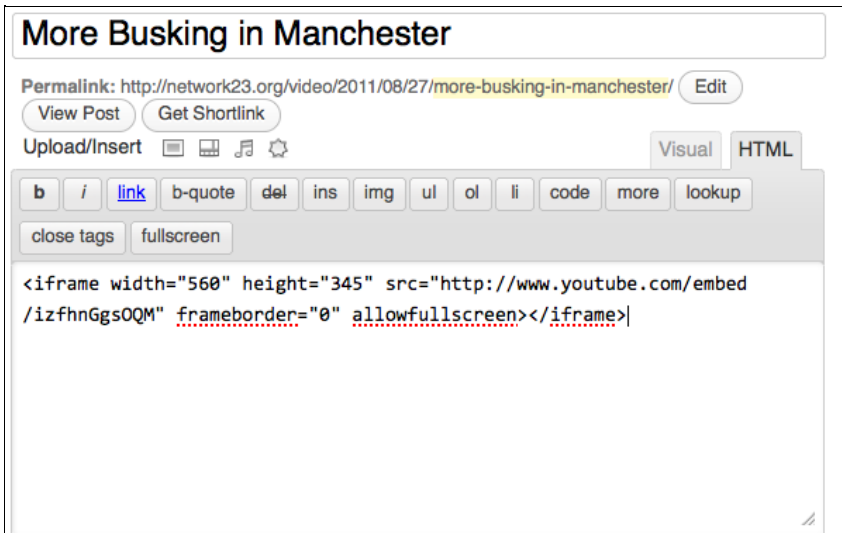 More Busking in Manchester
Permalink: http://network23.org/video/2011/08/27/more-busking-in-manchester/ Edit
View Post Get Shortlink
Upload/Insert Visual HTML
b i link b-quote del ins img ul ol li code more lookup
close tags fullscreen
<iframe width="560" height="345" src="http://www.youtube.com/embed
/izfhnGgsOQM" frameborder="0" allowfullscreen></iframe>